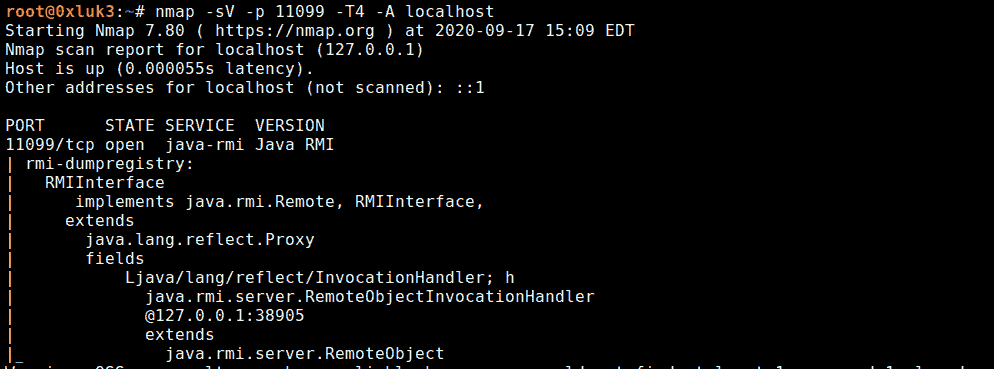 root@0xluk3:~# nmap -sV -p 11099 -T4 -A localhost
Starting Nmap 7.80 ( https://nmap.org ) at 2020-09-17 15:09 EDT
Nmap scan report for localhost (127.0.0.1)
Host is up (0.000055s latency).
Other addresses for localhost (not scanned): ::1
PORT      STATE SERVICE  VERSION
11099/tcp open  java-rmi Java RMI
| rmi-dumpregistry:
|   RMIInterface
|      implements java.rmi.Remote, RMIInterface,
|     extends
|       java.lang.reflect.Proxy
|       fields
|           Ljava/lang/reflect/InvocationHandler; h
|             java.rmi.server.RemoteObjectInvocationHandler
|             @127.0.0.1:38905
|             extends
|_              java.rmi.server.RemoteObject